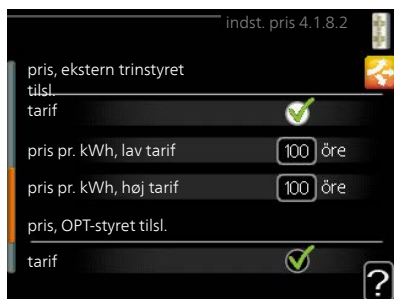 indst. pris 4.1.8.2
pris, ekstern trinstyret
tilsl.
tarif
pris pr. kWh, lav tarif 100 öre
pris pr. kWh, høj tarif 100 öre
pris, OPT-styret tilsl.
tarif
?